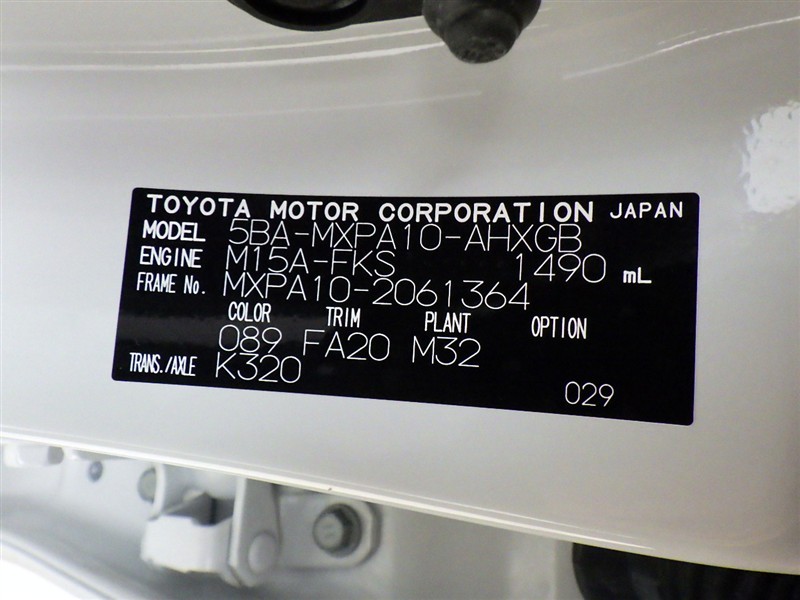 TOYOTA MOTOR CORPORATION JAPAN
MODEL 5BA-MXPA10-AHXGB
ENGINE M15A-FKS 1490 mL
FRAME No. MXPA10-2061364
COLOR TRIM PLANT OPTION
089 FA20 M32
TRANS./AXLE K320
029